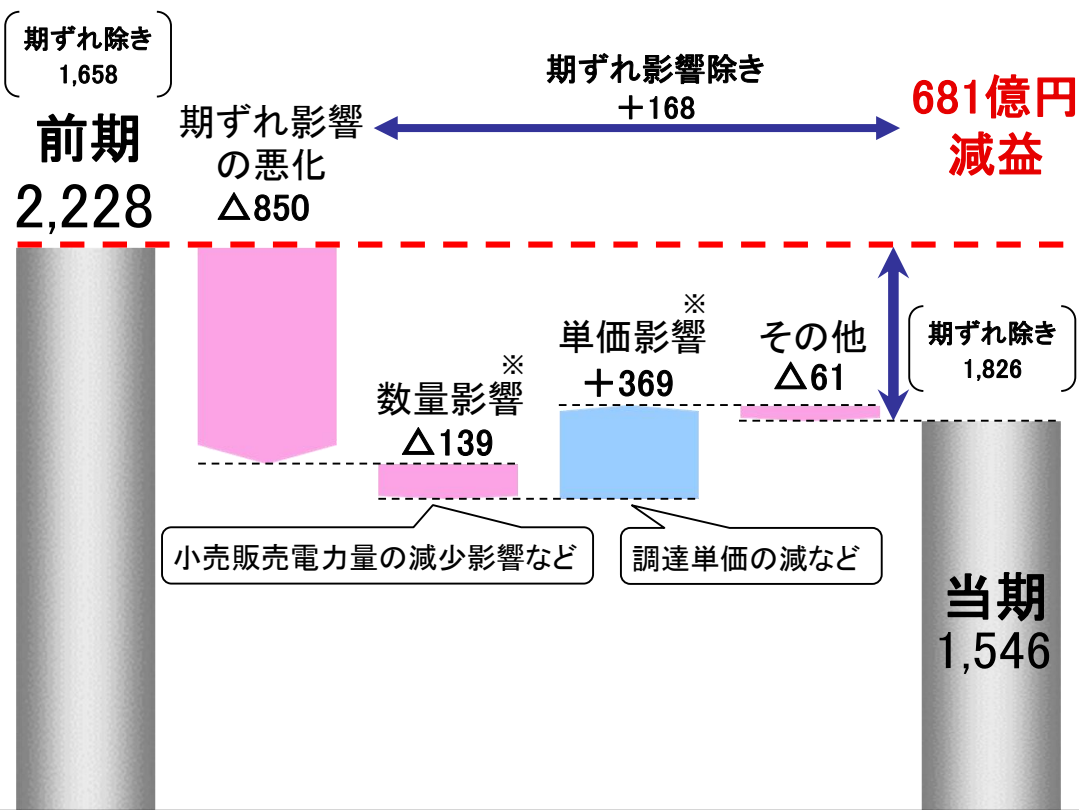 期ずれ除き
1,658
前期
2,228
期ずれ影響
の悪化
△850
期ずれ影響除き
＋168
681億円
減益
※
数量影響
△139
※
単価影響
＋369
その他
△61
期ずれ除き
1,826
小売販売電力量の減少影響など
調達単価の減など
当期
1,546